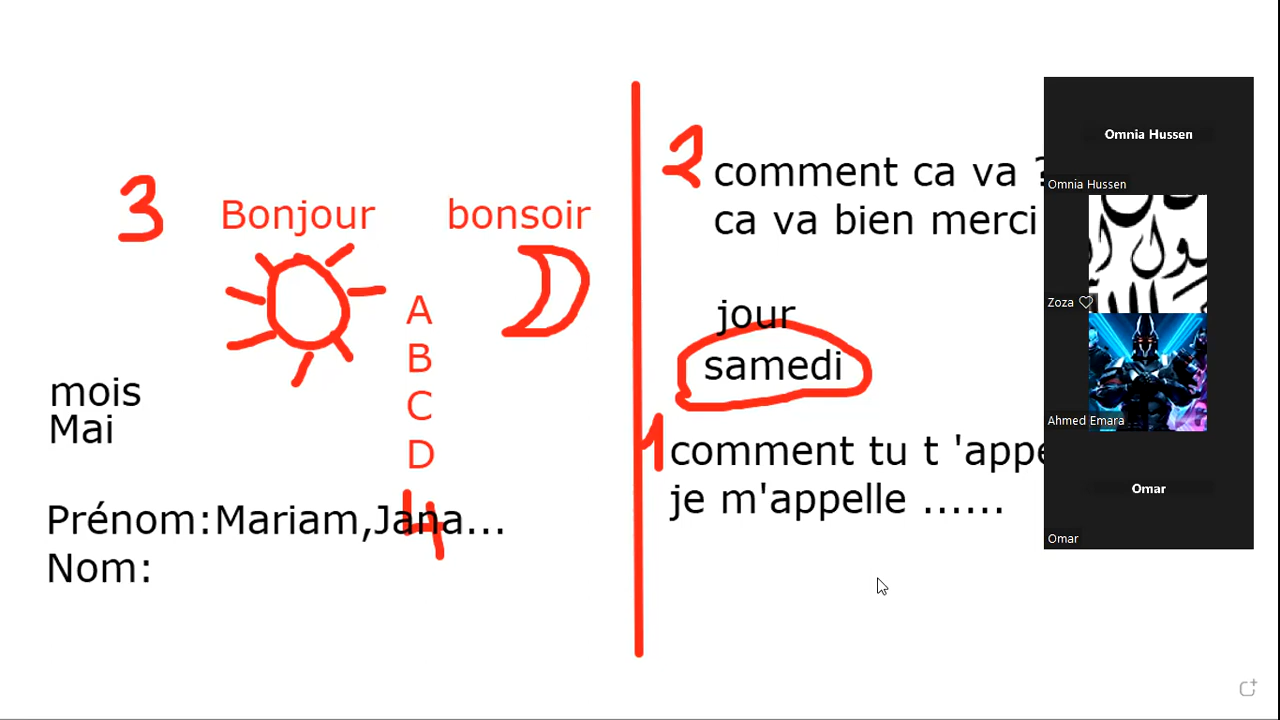 3
Bonjour bonsoir
A
B
C
D
4
mois
Mai
Prénom:Mariam,Jana...
Nom:
2
comment ca va ?
ca va bien merci
jour
samedi
1
comment tu t 'appe
je m'appelle ......
Omnia Hussen
Omnia Hussen
Zoza ♡
Ahmed Emara
Omar
Omar